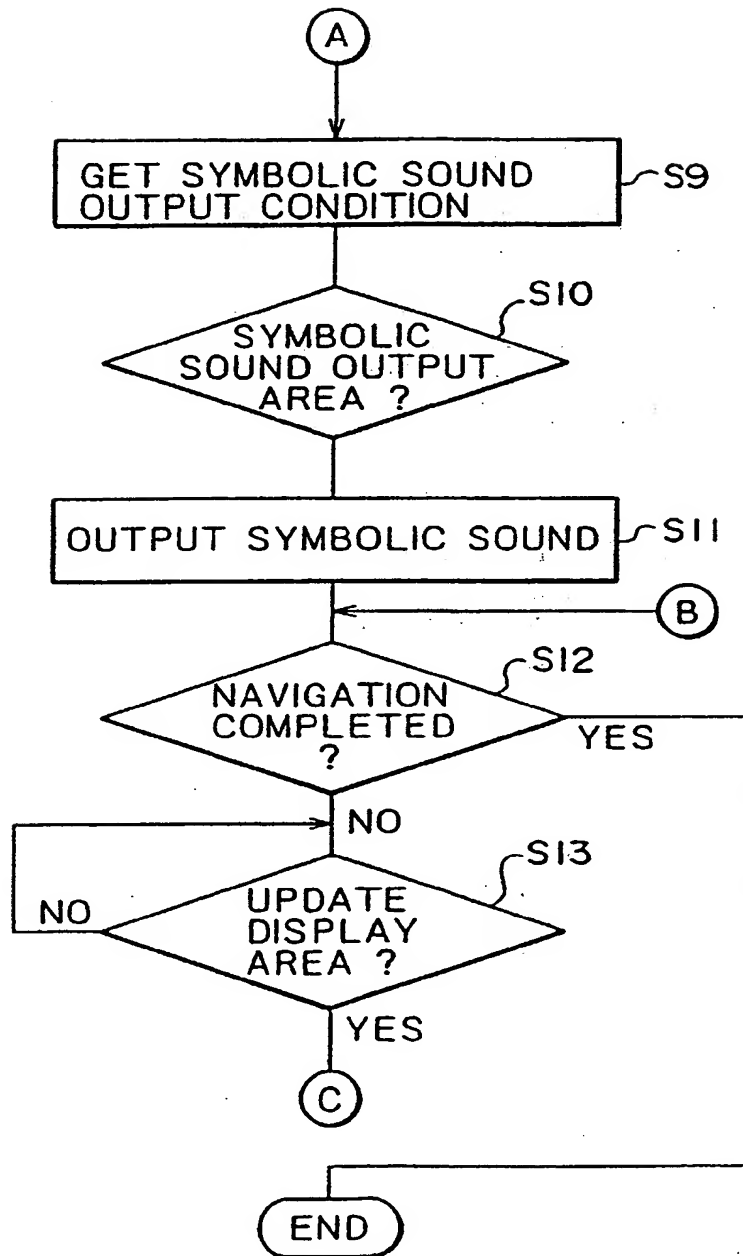 A
GET SYMBOLIC SOUND
OUTPUT CONDITION
S9
S10
SYMBOLIC
SOUND OUTPUT
AREA ?
OUTPUT SYMBOLIC SOUND
S11
B
S12
NAVIGATION
COMPLETED
?
YES
NO
S13
NO
UPDATE
DISPLAY
AREA ?
YES
C
END